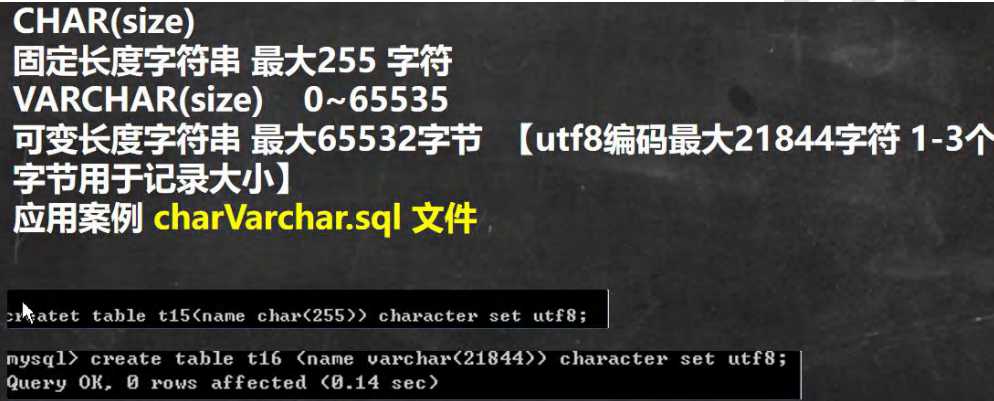 CHAR(size)
固定长度字符串 最大255 字符
VARCHAR(size) 0~65535
可变长度字符串 最大65532字节 【utf8编码最大21844字符 1-3个
字节用于记录大小】
应用案例 charVarchar.sql 文件
createt table t15(name char(255)) character set utf8;
mysql> create table t16 (name varchar(21844)) character set utf8;
Query OK, 0 rows affected (0.14 sec)